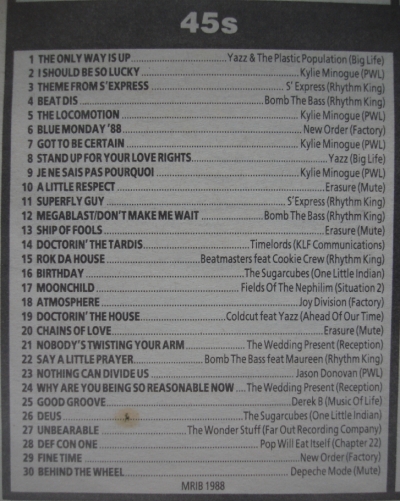 45s
1 THE ONLY WAY IS UP Yazz & The Plastic Population (Big Life)
2 I SHOULD BE SO LUCKY Kylie Minogue (PWL)
3 THEME FROM S'EXPRESS S'Express (Rhythm King)
4 BEAT DIS Bomb The Bass (Rhythm King)
5 THE LOCOMOTION Kylie Minogue (PWL)
6 BLUE MONDAY '88 New Order (Factory)
7 GOT TO BE CERTAIN Kylie Minogue (PWL)
8 STAND UP FOR YOUR LOVE RIGHTS Yazz (Big Life)
9 JE NE SAIS PAS POURQUOI Kylie Minogue (PWL)
10 A LITTLE RESPECT Erasure (Mute)
11 SUPERFLY GUY S'Express (Rhythm King)
12 MEGABLAST/DON'T MAKE ME WAIT Bomb The Bass (Rhythm King)
13 SHIP OF FOOLS Erasure (Mute)
14 DOCTORIN' THE TARDIS Timelords (KLF Communications)
15 ROK DA HOUSE Beatmasters feat Cookie Crew (Rhythm King)
16 BIRTHDAY The Sugarcubes (One Little Indian)
17 MOONCHILD Fields Of The Nephilim (Situation 2)
18 ATMOSPHERE Joy Division (Factory)
19 DOCTORIN' THE HOUSE Coldcut feat Yazz (Ahead Of Our Time)
20 CHAINS OF LOVE Erasure (Mute)
21 NOBODY'S TWISTING YOUR ARM The Wedding Present (Reception)
22 SAY A LITTLE PRAYER Bomb The Bass feat Maureen (Rhythm King)
23 NOTHING CAN DIVIDE US Jason Donovan (PWL)
24 WHY ARE YOU BEING SO REASONABLE NOW The Wedding Present (Reception)
25 GOOD GROOVE Derek B (Music Of Life)
26 DEUS The Sugarcubes (One Little Indian)
27 UNBEARABLE The Wonder Stuff (Far Out Recording Company)
28 DEF CON ONE Pop Will Eat Itself (Chapter 22)
29 FINE TIME New Order (Factory)
30 BEHIND THE WHEEL Depeche Mode (Mute)
MRIB 1988